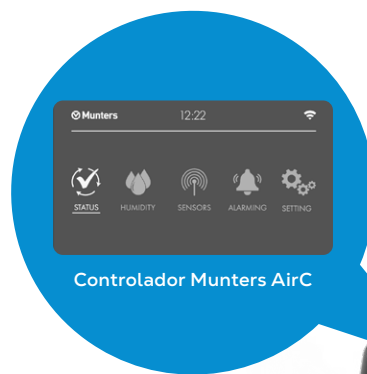 Munters 12:22
STATUS HUMIDITY SENSORS ALARMING SETTING
Controlador Munters AirC